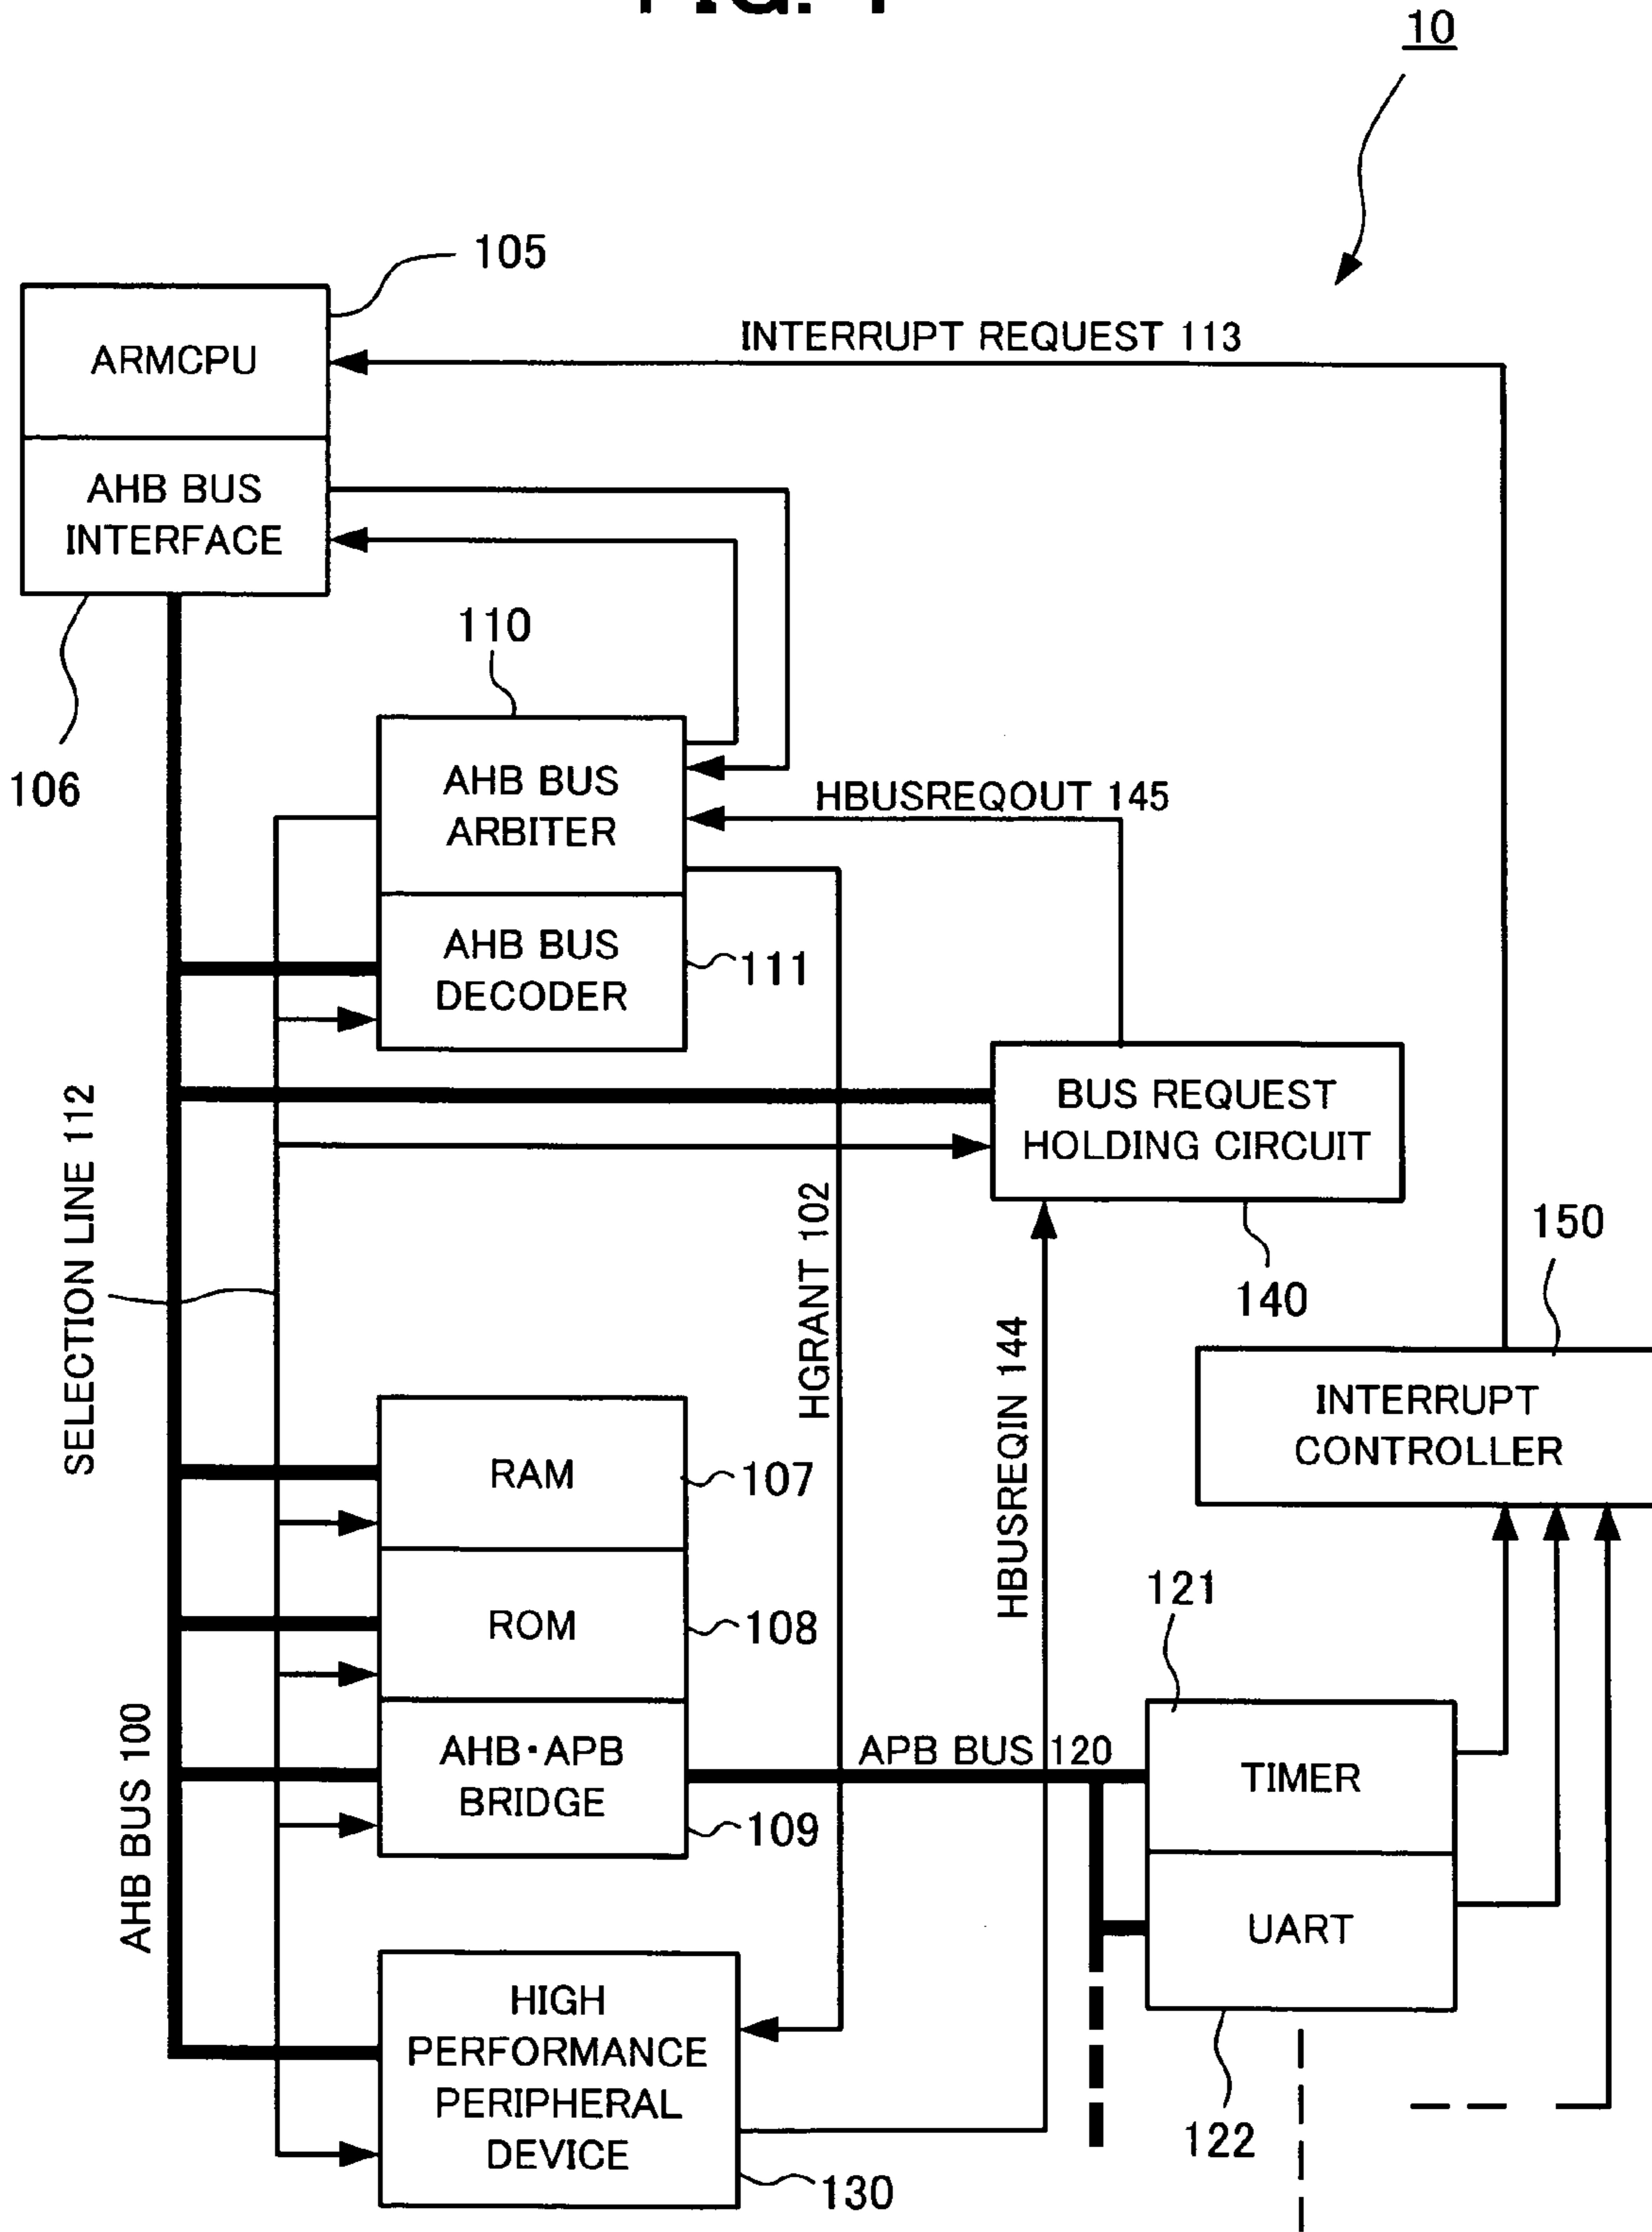 10
105
ARMCPU
INTERRUPT REQUEST 113
AHB BUS
INTERFACE
106
110
AHB BUS
ARBITER
HBUSREQOUT 145
AHB BUS
DECODER
111
SELECTION LINE 112
BUS REQUEST
HOLDING CIRCUIT
140
HGRANT 102
HBUSREQIN 144
150
INTERRUPT
CONTROLLER
RAM
107
ROM
108
121
AHB BUS 100
AHB·APB
BRIDGE
109
APB BUS 120
TIMER
UART
122
HIGH
PERFORMANCE
PERIPHERAL
DEVICE
130